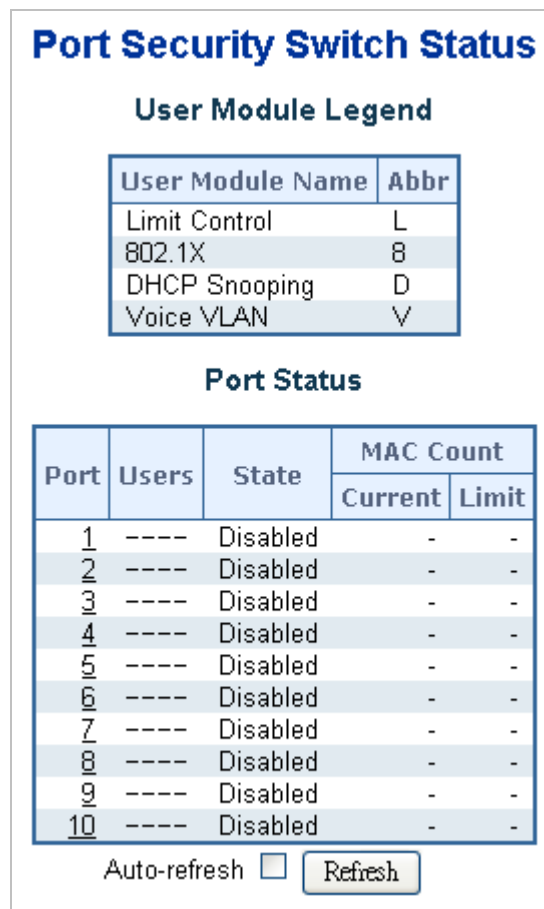 Port Security Switch Status
User Module Legend
User Module Name Abbr
Limit Control L
802.1X 8
DHCP Snooping D
Voice VLAN V
Port Status
Port Users State MAC Count
Current Limit
1 ---- Disabled - -
2 ---- Disabled - -
3 ---- Disabled - -
4 ---- Disabled - -
5 ---- Disabled - -
6 ---- Disabled - -
7 ---- Disabled - -
8 ---- Disabled - -
9 ---- Disabled - -
10 ---- Disabled - -
Auto-refresh Refresh